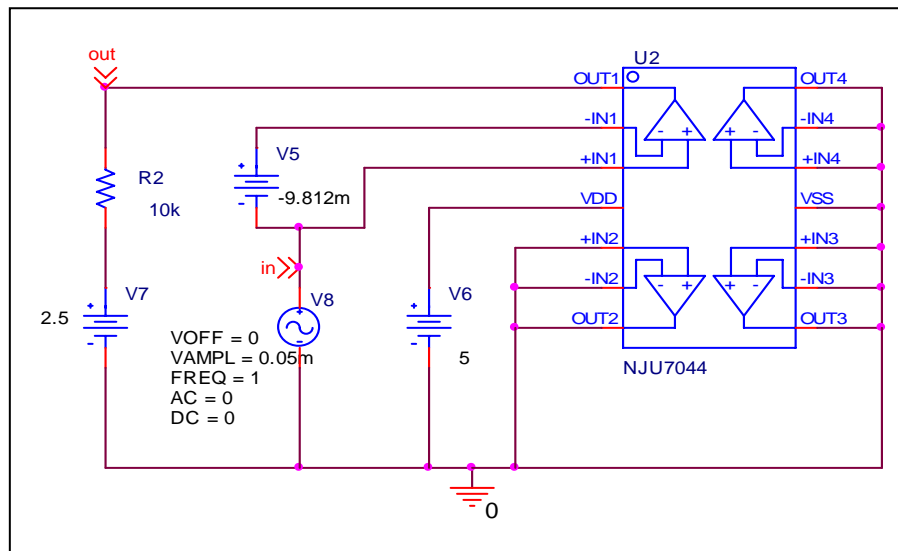 out
U2
OUT1
OUT4
-IN1
-IN4
+IN1
+IN4
VDD
VSS
+IN2
+IN3
-IN2
-IN3
OUT2
OUT3
NJU7044
- +
+ -
- +
+ -
R2
10k
+
V5
-9.812m
-
in
+
V7
2.5
-
+
V8
-
VOFF = 0
VAMPL = 0.05m
FREQ = 1
AC = 0
DC = 0
+
V6
5
-
0